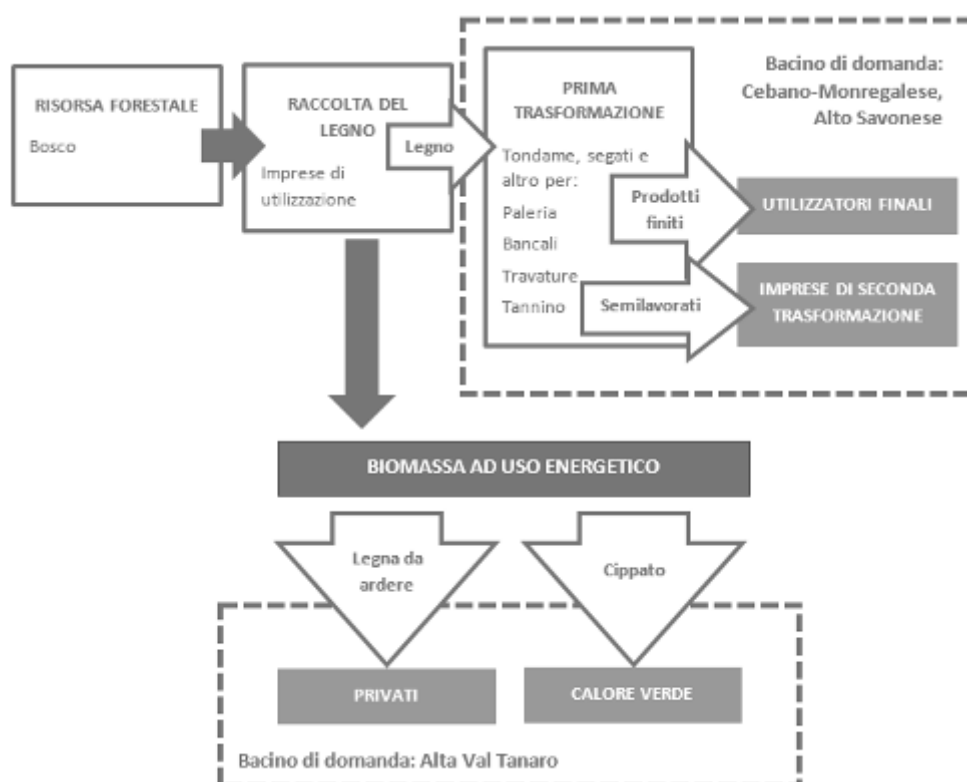 RISORSA FORESTALE
Bosco
RACCOLTA DEL
LEGNO
Imprese di
utilizzazione
Legno
PRIMA
TRASFORMAZIONE
Tondame, segati e
altro per:
Paleria
Bancali
Travature
Tannino
Prodotti
finiti
Semilavorati
Bacino di domanda:
Cebano-Monregalese,
Alto Savonese
UTILIZZATORI FINALI
IMPRESE DI SECONDA
TRASFORMAZIONE
BIOMASSA AD USO ENERGETICO
Legna da
ardere
Cippato
PRIVATI
CALORE VERDE
Bacino di domanda: Alta Val Tanaro